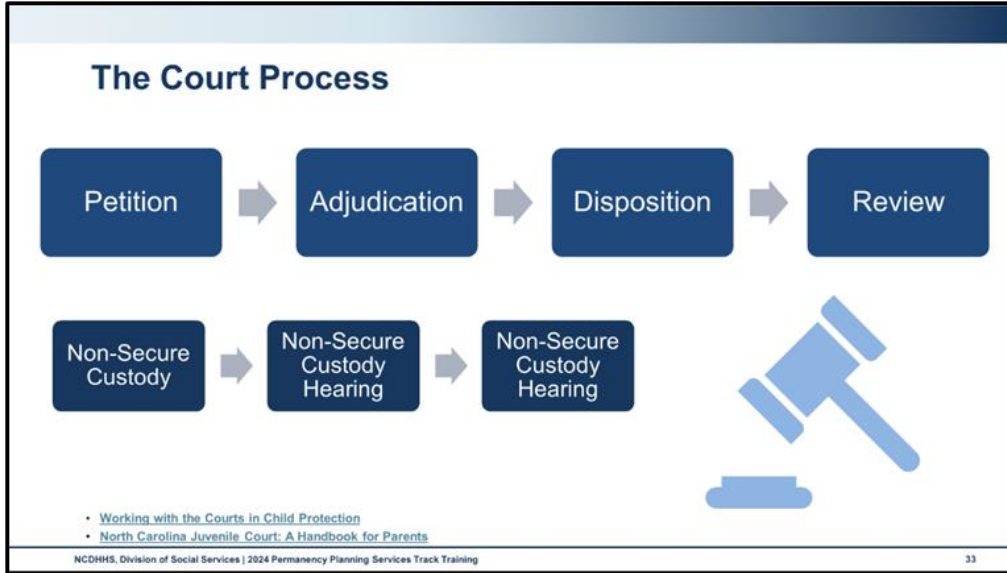 The Court Process
Petition
Adjudication
Disposition
Review
Non-Secure
Custody
Non-Secure
Custody
Hearing
Non-Secure
Custody
Hearing
• Working with the Courts in Child Protection
• North Carolina Juvenile Court: A Handbook for Parents
NCDHHS, Division of Social Services | 2024 Permanency Planning Services Track Training
33